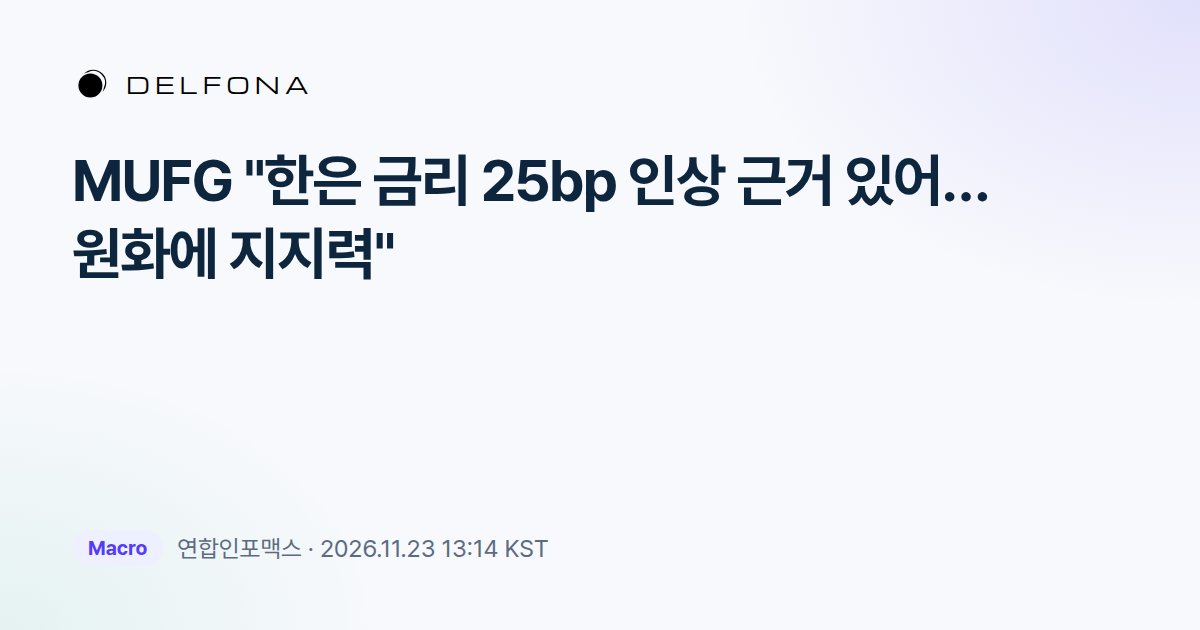 DELFONA
MUFG "한은 금리 25bp 인상 근거 있어…
원화에 지지력"
Macro 연합인포맥스 · 2026.11.23 13:14 KST